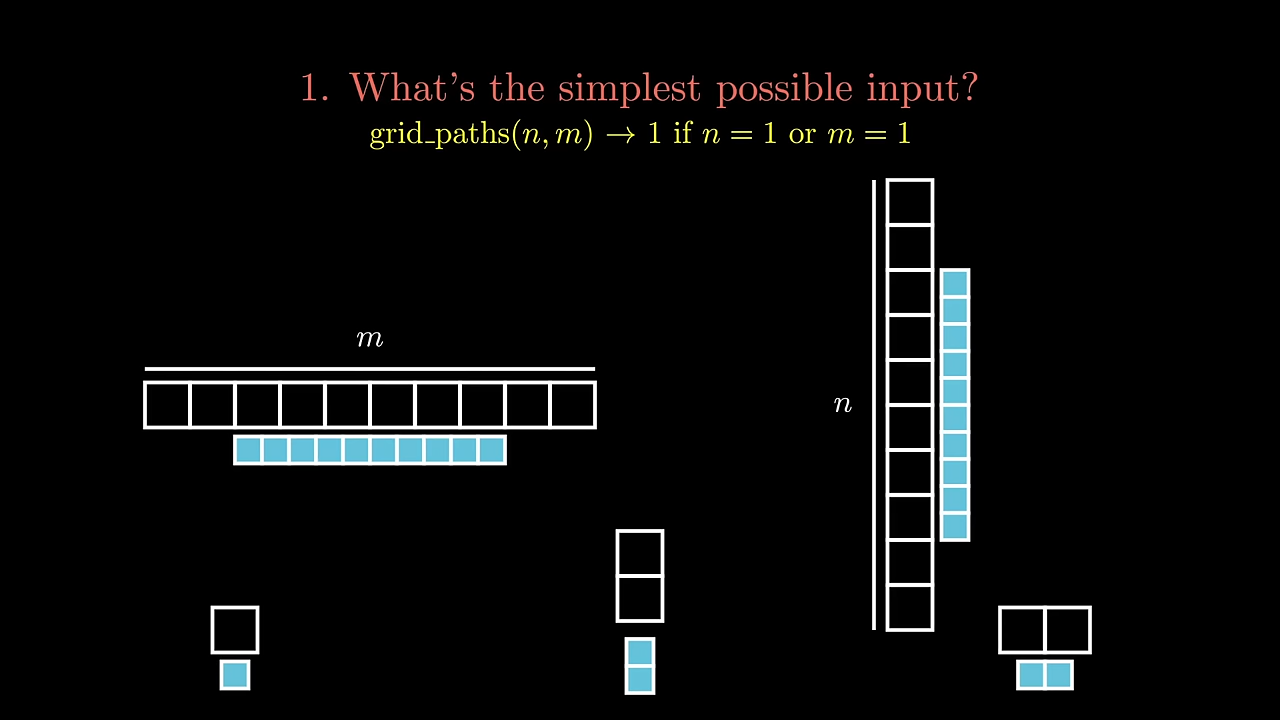 1. What's the simplest possible input?
grid_paths(n, m) → 1 if n = 1 or m = 1
m
n